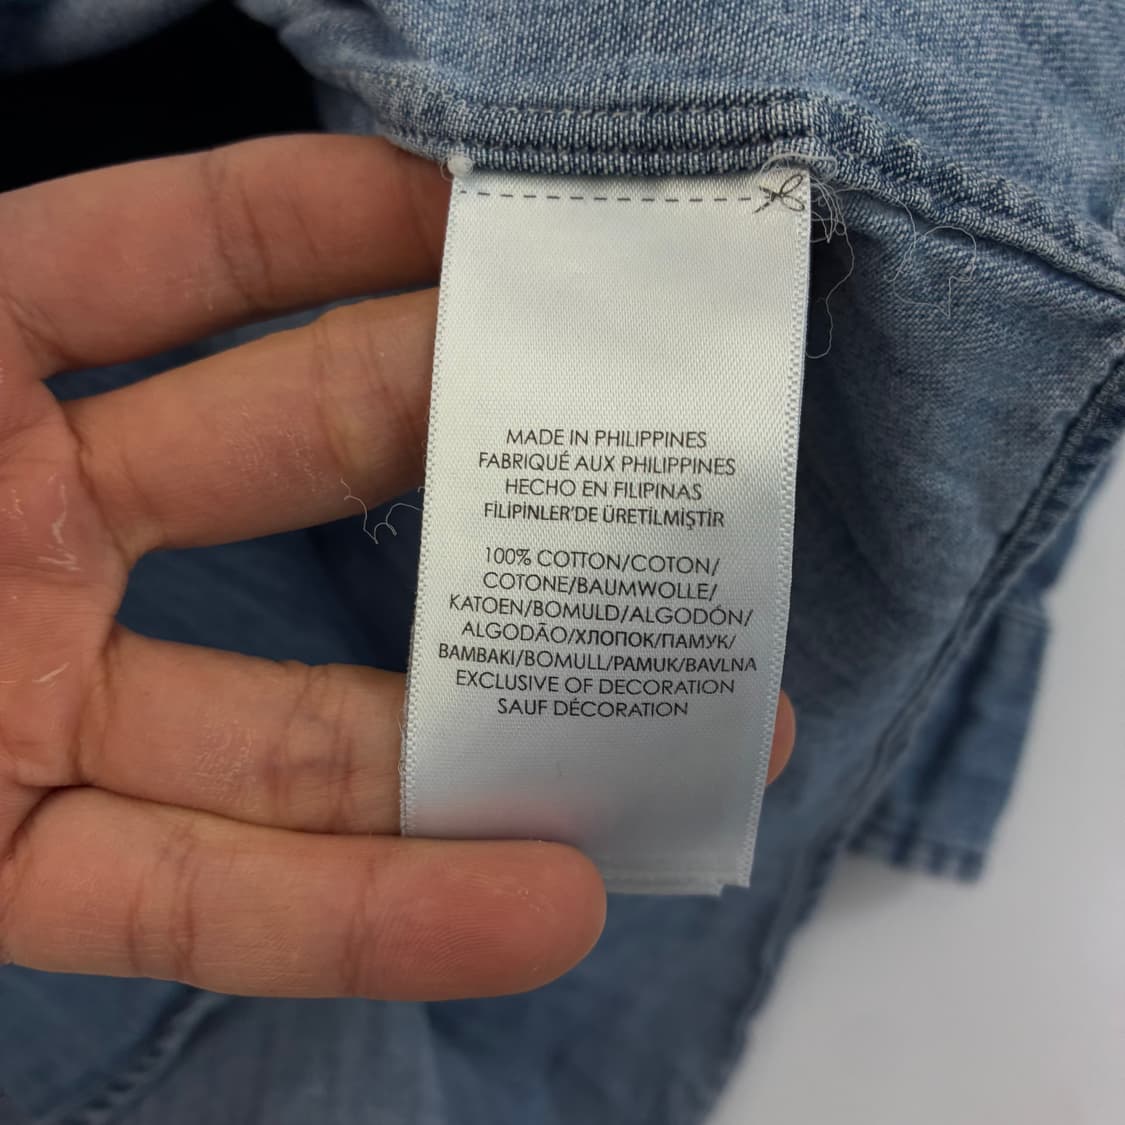 MADE IN PHILIPPINES
FABRIQUÉ AUX PHILIPPINES
HECHO EN FILIPINAS
FİLİPİNLER'DE ÜRETİLMİŞTİR
100% COTTON/COTON/
COTONE/BAUMWOLLE/
KATOEN/BOMULD/ALGODÓN/
ALGODÃO/ХЛОПОК/ПАМУК/
BAMBAKI/BOMULL/PAMUK/BAVLNA
EXCLUSIVE OF DECORATION
SAUF DÉCORATION